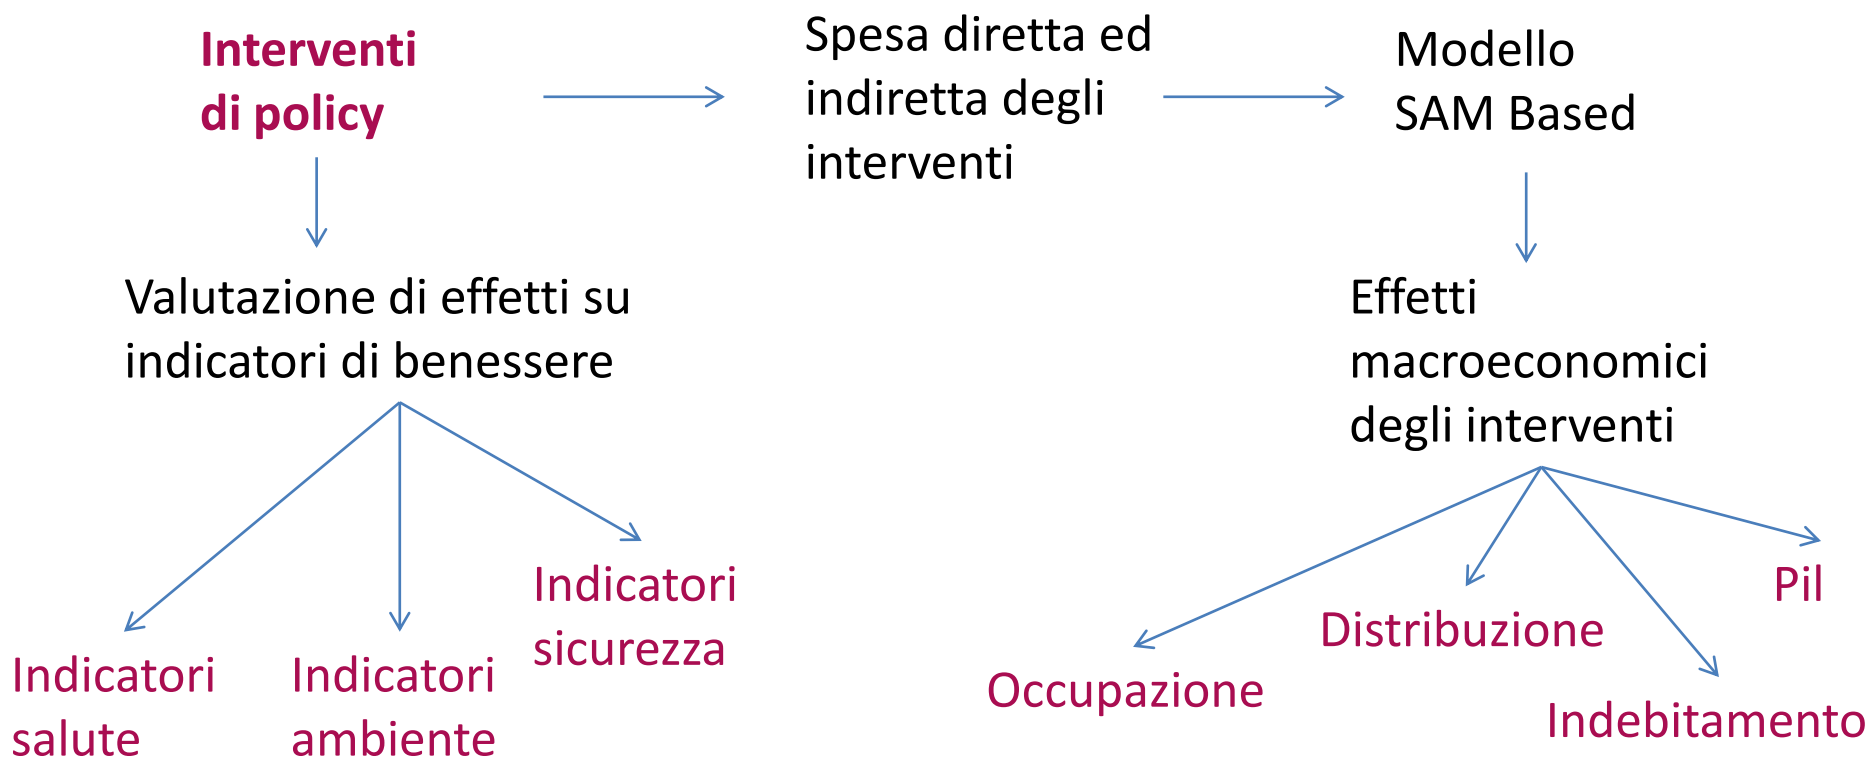 Interventi
di policy
Spesa diretta ed
indiretta degli
interventi
Modello
SAM Based
Valutazione di effetti su
indicatori di benessere
Effetti
macroeconomici
degli interventi
Indicatori
salute
Indicatori
ambiente
Indicatori
sicurezza
Occupazione
Distribuzione
Indebitamento
Pil